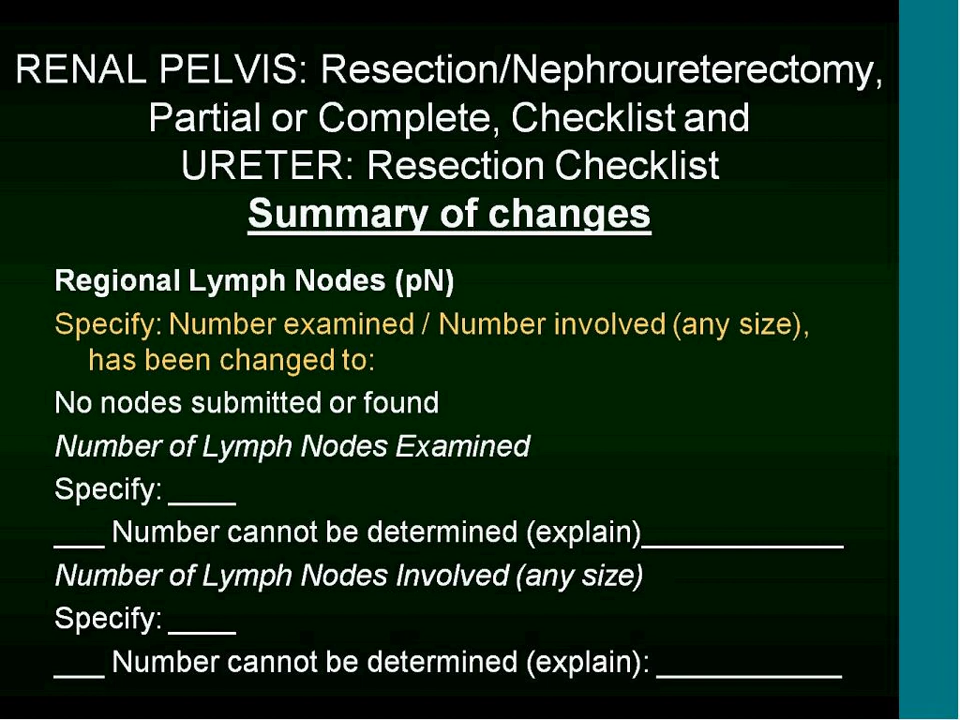 RENAL PELVIS: Resection/Nephroureterectomy,
Partial or Complete, Checklist and
URETER: Resection Checklist
Summary of changes
Regional Lymph Nodes (pN)
Specify: Number examined / Number involved (any size),
has been changed to:
No nodes submitted or found
Number of Lymph Nodes Examined
Specify: ____
___ Number cannot be determined (explain)____________
Number of Lymph Nodes Involved (any size)
Specify: ____
___ Number cannot be determined (explain): ___________